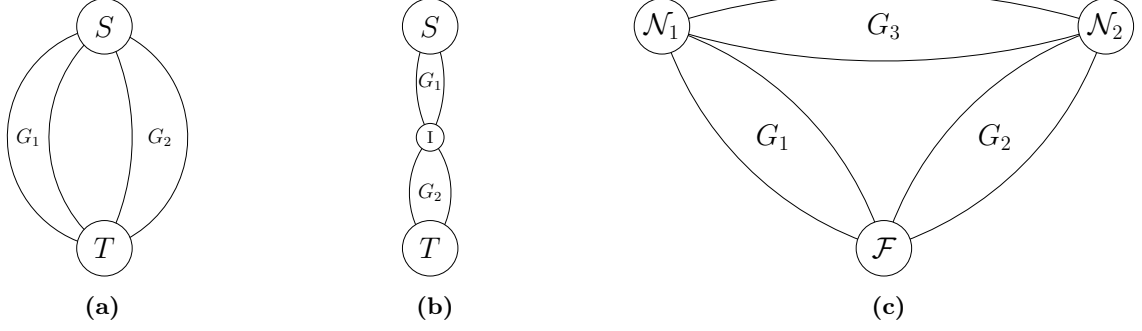 S
G₁ G₂
T
(a)
S
G₁
I
G₂
T
(b)
𝒩₁ G₃ 𝒩₂
G₁ G₂
ℱ
(c)